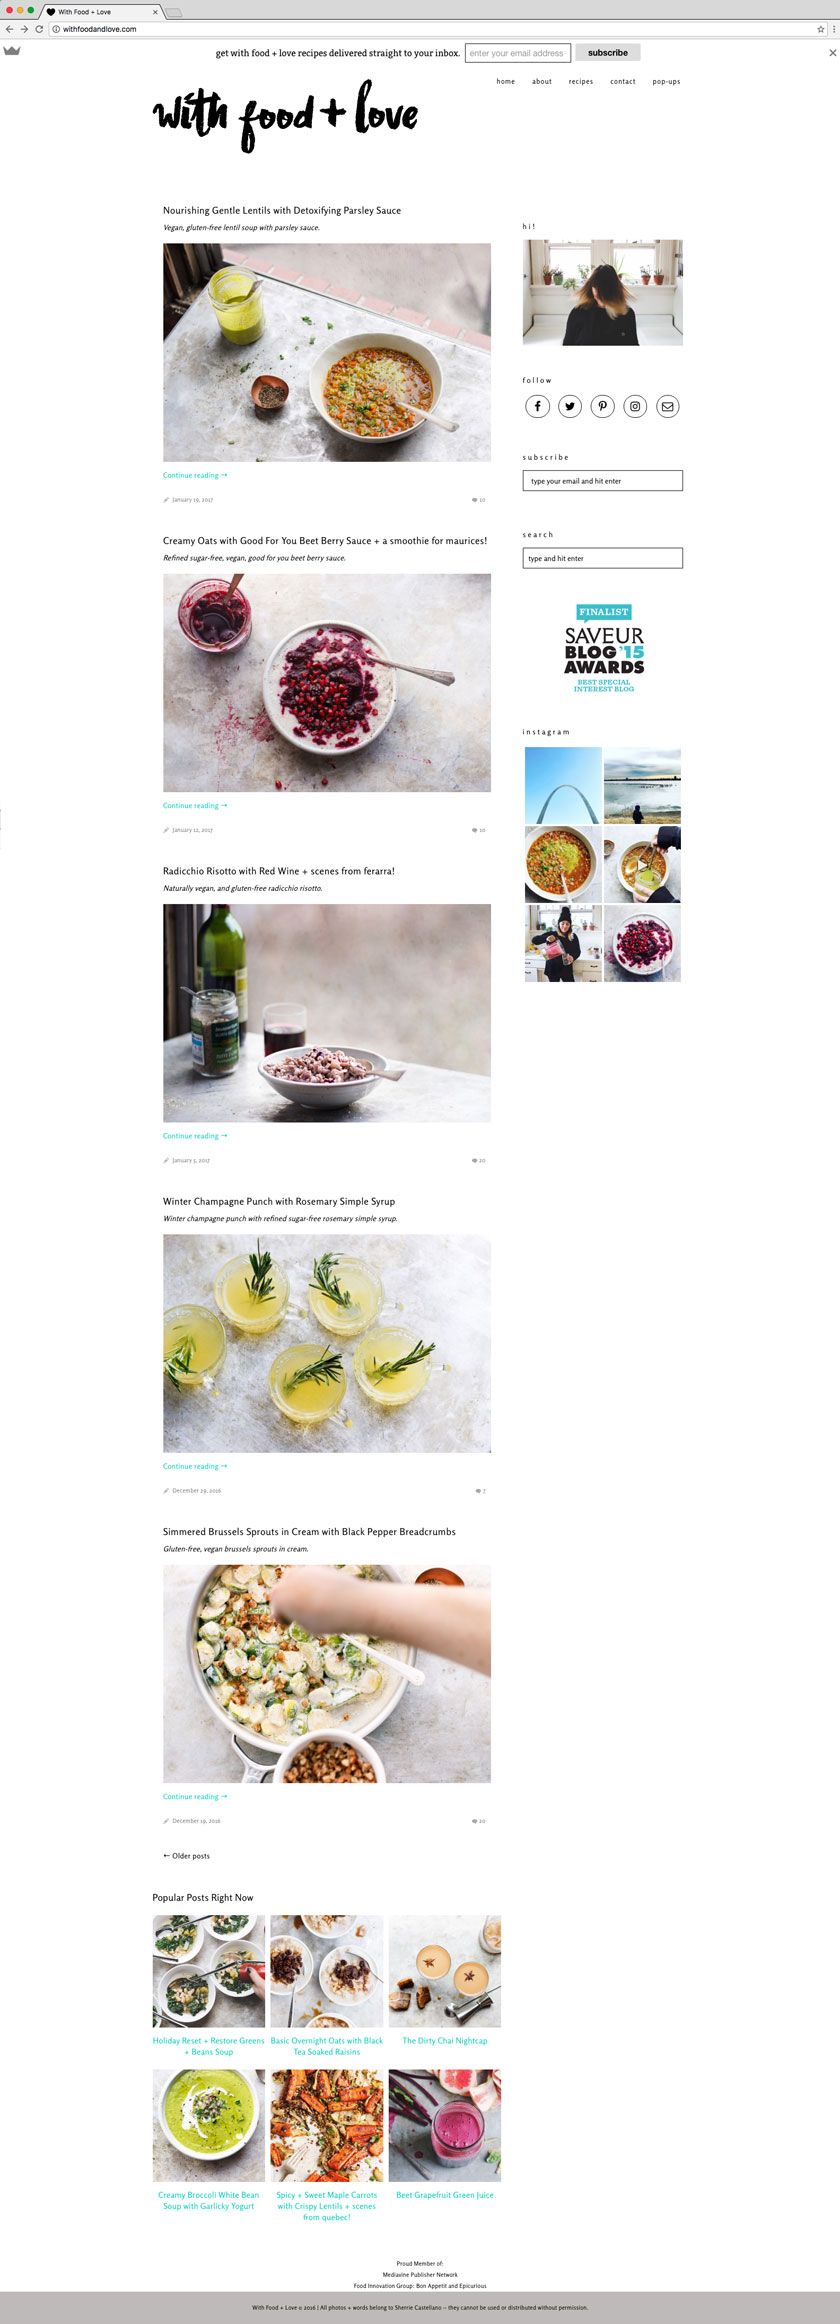 With Food + Love
withfoodandlove.com
get with food + love recipes delivered straight to your inbox.
enter your email address
subscribe
home about recipes contact pop-ups
with food + love
Nourishing Gentle Lentils with Detoxifying Parsley Sauce
Vegan, gluten-free lentil soup with parsley sauce.
Continue reading →
January 19, 2017
10
Creamy Oats with Good For You Beet Berry Sauce + a smoothie for maurices!
Refined sugar-free, vegan, good for you beet berry sauce.
Continue reading →
January 12, 2017
10
Radicchio Risotto with Red Wine + scenes from ferarra!
Naturally vegan, and gluten-free radicchio risotto.
Continue reading →
January 5, 2017
20
Winter Champagne Punch with Rosemary Simple Syrup
Winter champagne punch with refined sugar-free rosemary simple syrup.
Continue reading →
December 29, 2016
7
Simmered Brussels Sprouts in Cream with Black Pepper Breadcrumbs
Gluten-free, vegan brussels sprouts in cream.
Continue reading →
December 19, 2016
20
← Older posts
hi!
follow
subscribe
type your email and hit enter
search
type and hit enter
FINALIST
SAVEUR
BLOG '15
AWARDS
BEST SPECIAL
INTEREST BLOG
instagram
Popular Posts Right Now
Holiday Reset + Restore Greens
+ Beans Soup
Basic Overnight Oats with Black
Tea Soaked Raisins
The Dirty Chai Nightcap
Creamy Broccoli White Bean
Soup with Garlicky Yogurt
Spicy + Sweet Maple Carrots
with Crispy Lentils + scenes
from quebec!
Beet Grapefruit Green Juice
Proud Member of:
Mediavine Publisher Network
Food Innovation Group: Bon Appetit and Epicurious
With Food + Love © 2016 | All photos + words belong to Sherrie Castellano -- they cannot be used or distributed without permission.